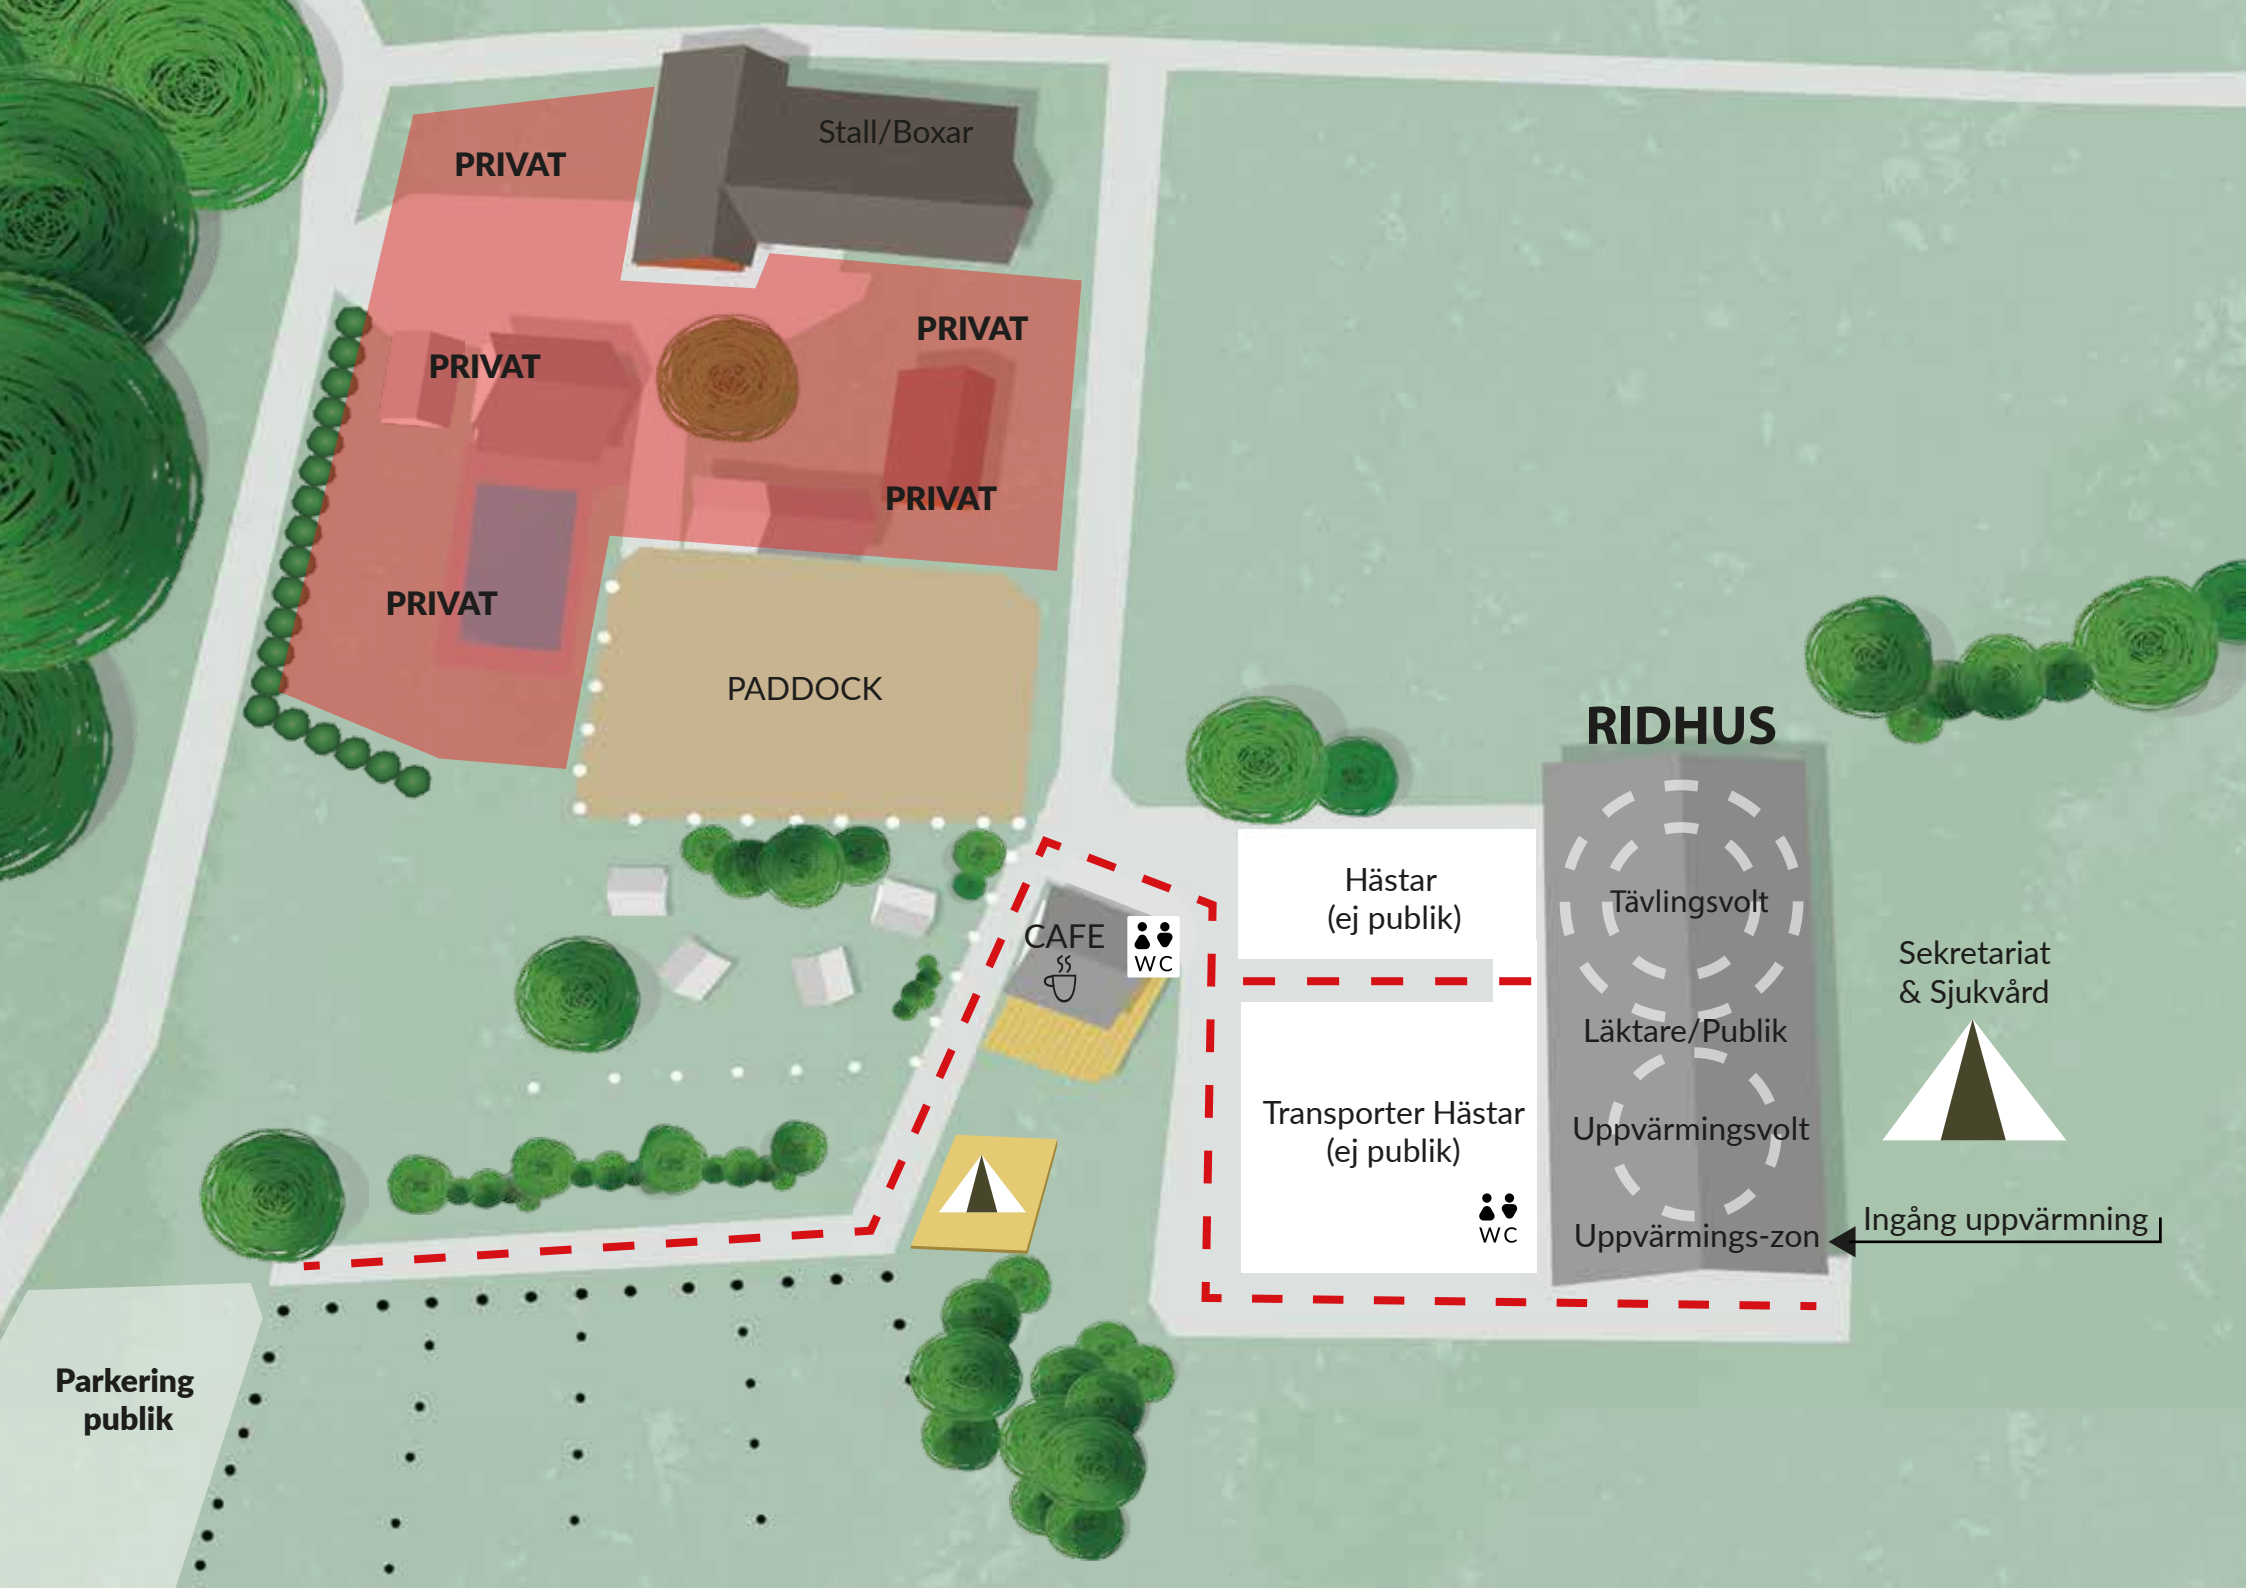 Stall/Boxar
PRIVAT
PRIVAT
PRIVAT
PRIVAT
PRIVAT
PADDOCK
RIDHUS
Hästar
(ej publik)
Tävlingsvolt
CAFE
WC
Sekretariat
& Sjukvård
Läktare/Publik
Transporter Hästar
(ej publik)
Uppvärmingsvolt
WC
Uppvärmings-zon
Ingång uppvärmning
Parkering
publik